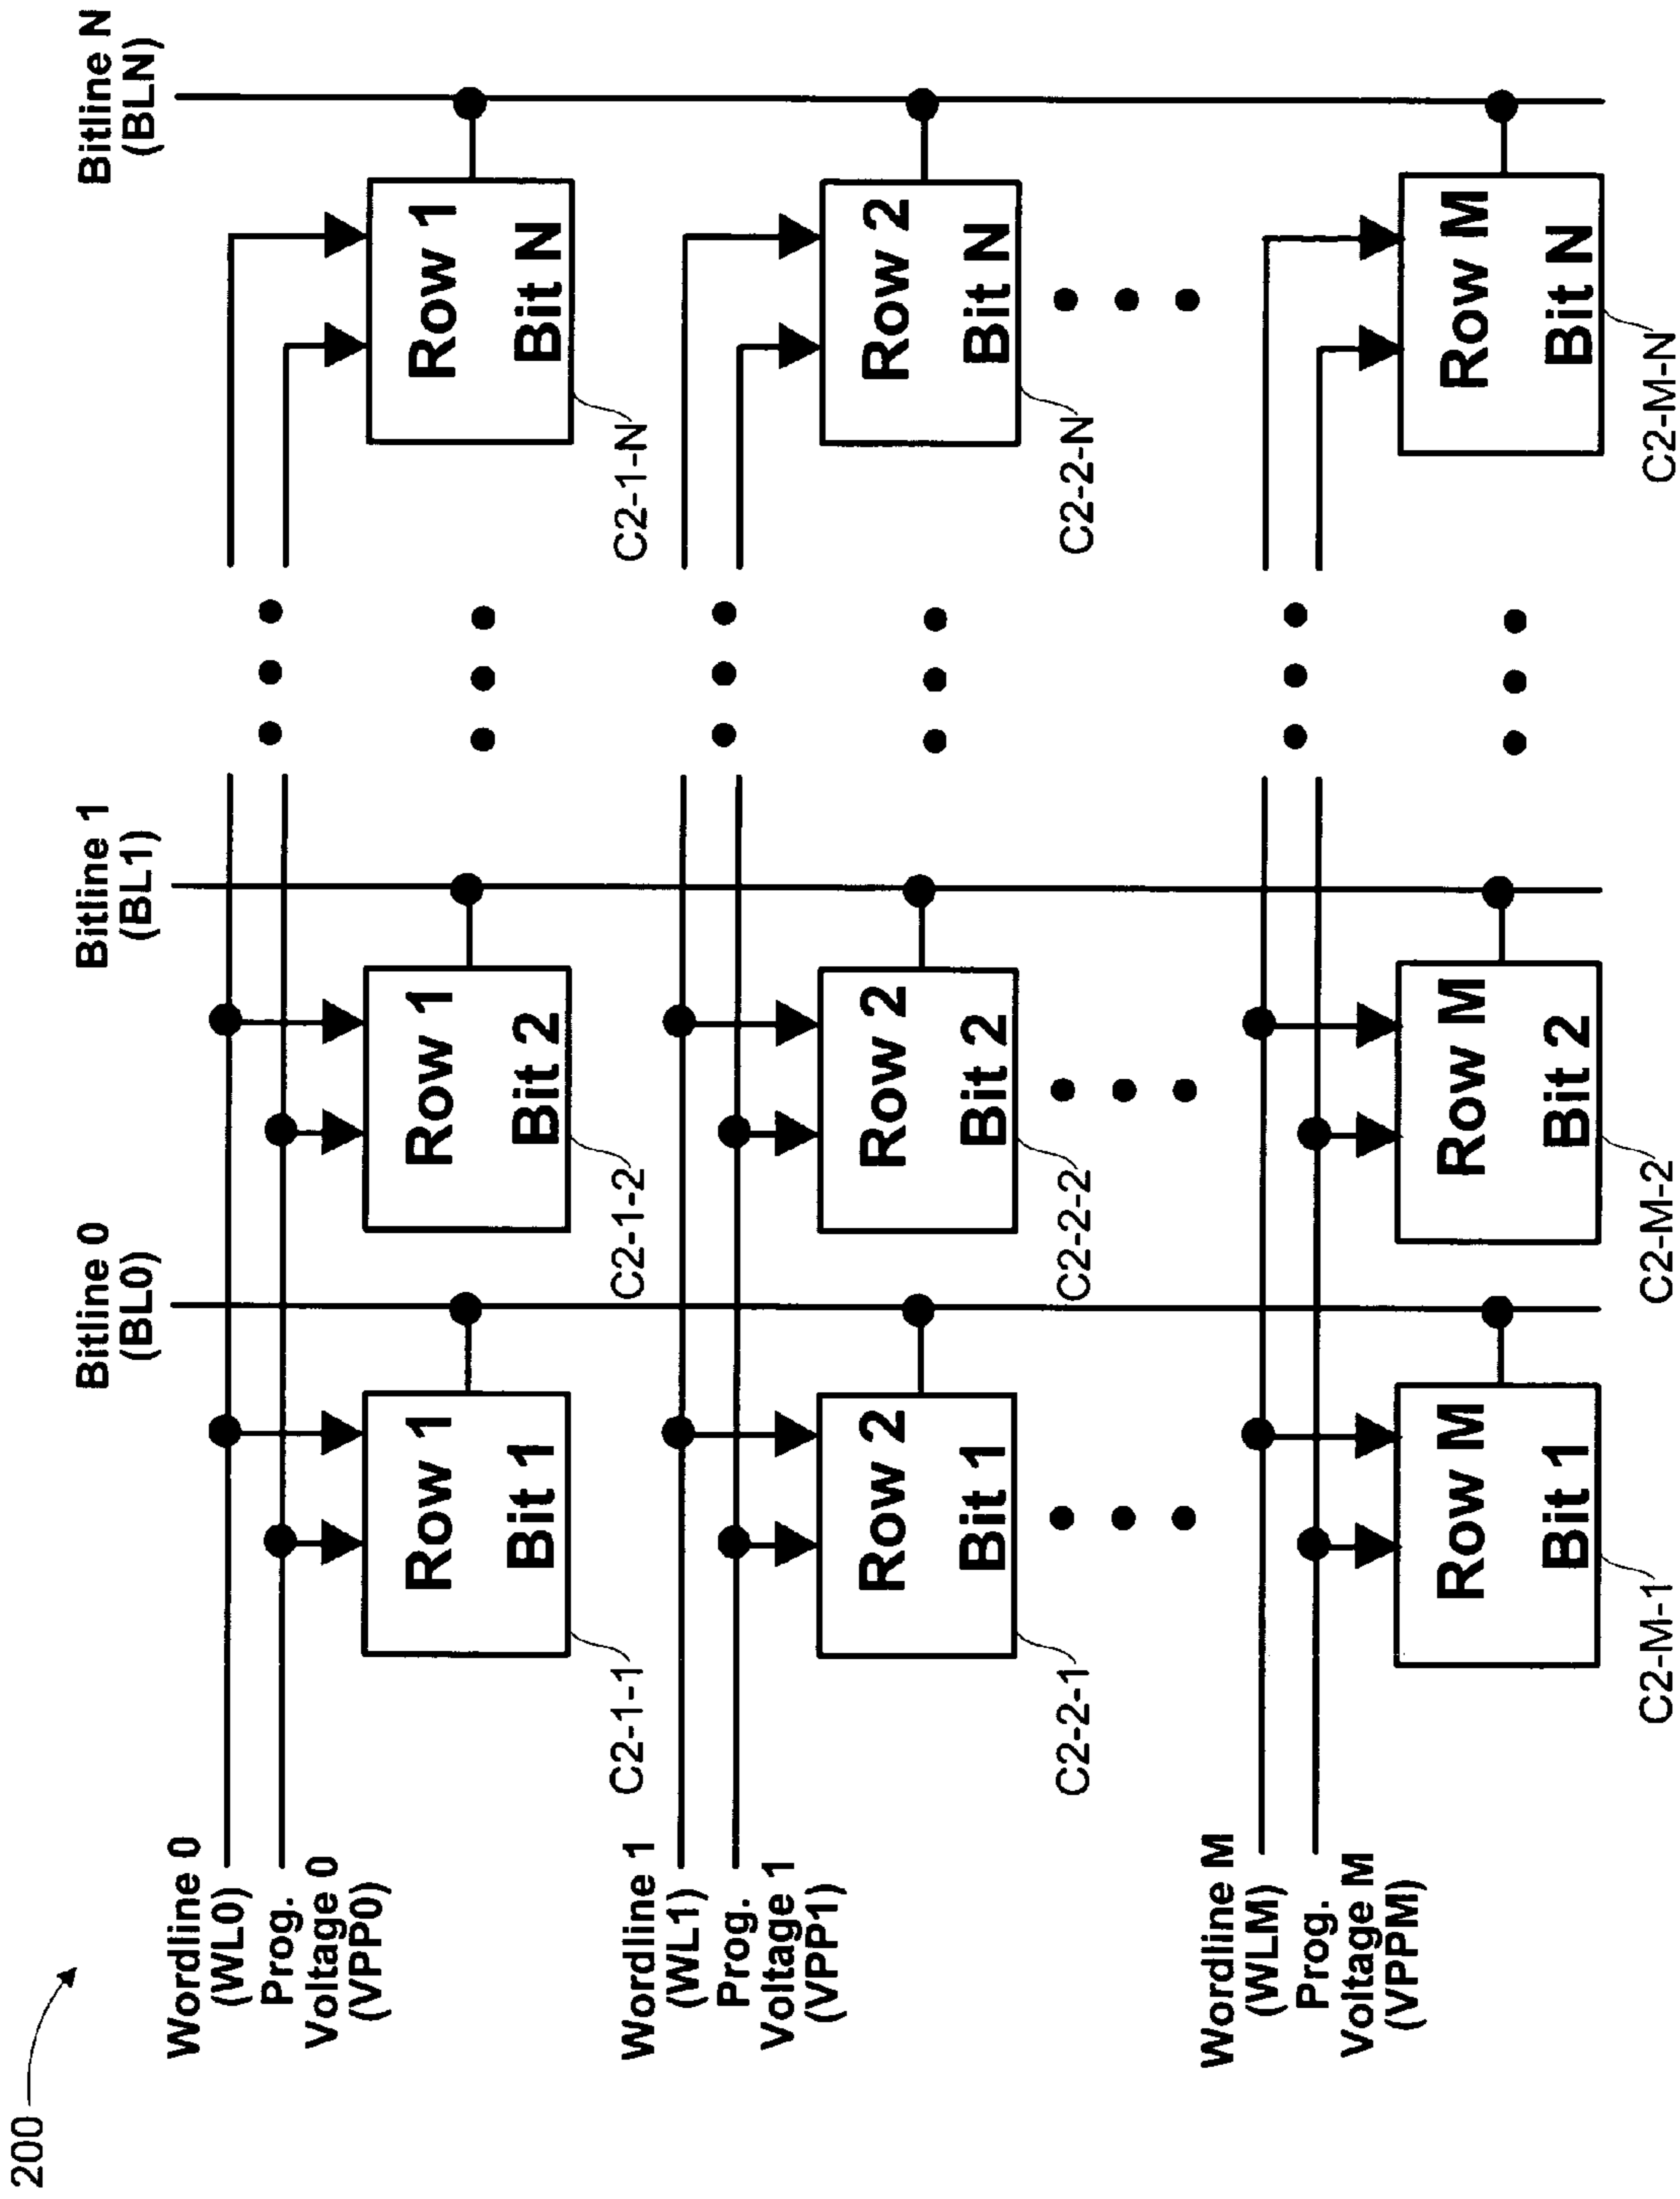 200
Bitline 0
(BL0)
Bitline 1
(BL1)
Bitline N
(BLN)
Wordline 0
(WL0)
Prog.
Voltage 0
(VPP0)
Row 1
Bit 1
C2-1-1
Row 1
Bit 2
C2-1-2
Row 1
Bit N
C2-1-N
Wordline 1
(WL1)
Prog.
Voltage 1
(VPP1)
Row 2
Bit 1
C2-2-1
Row 2
Bit 2
C2-2-2
Row 2
Bit N
C2-2-N
Wordline M
(WLM)
Prog.
Voltage M
(VPPM)
Row M
Bit 1
C2-M-1
Row M
Bit 2
C2-M-2
Row M
Bit N
C2-M-N